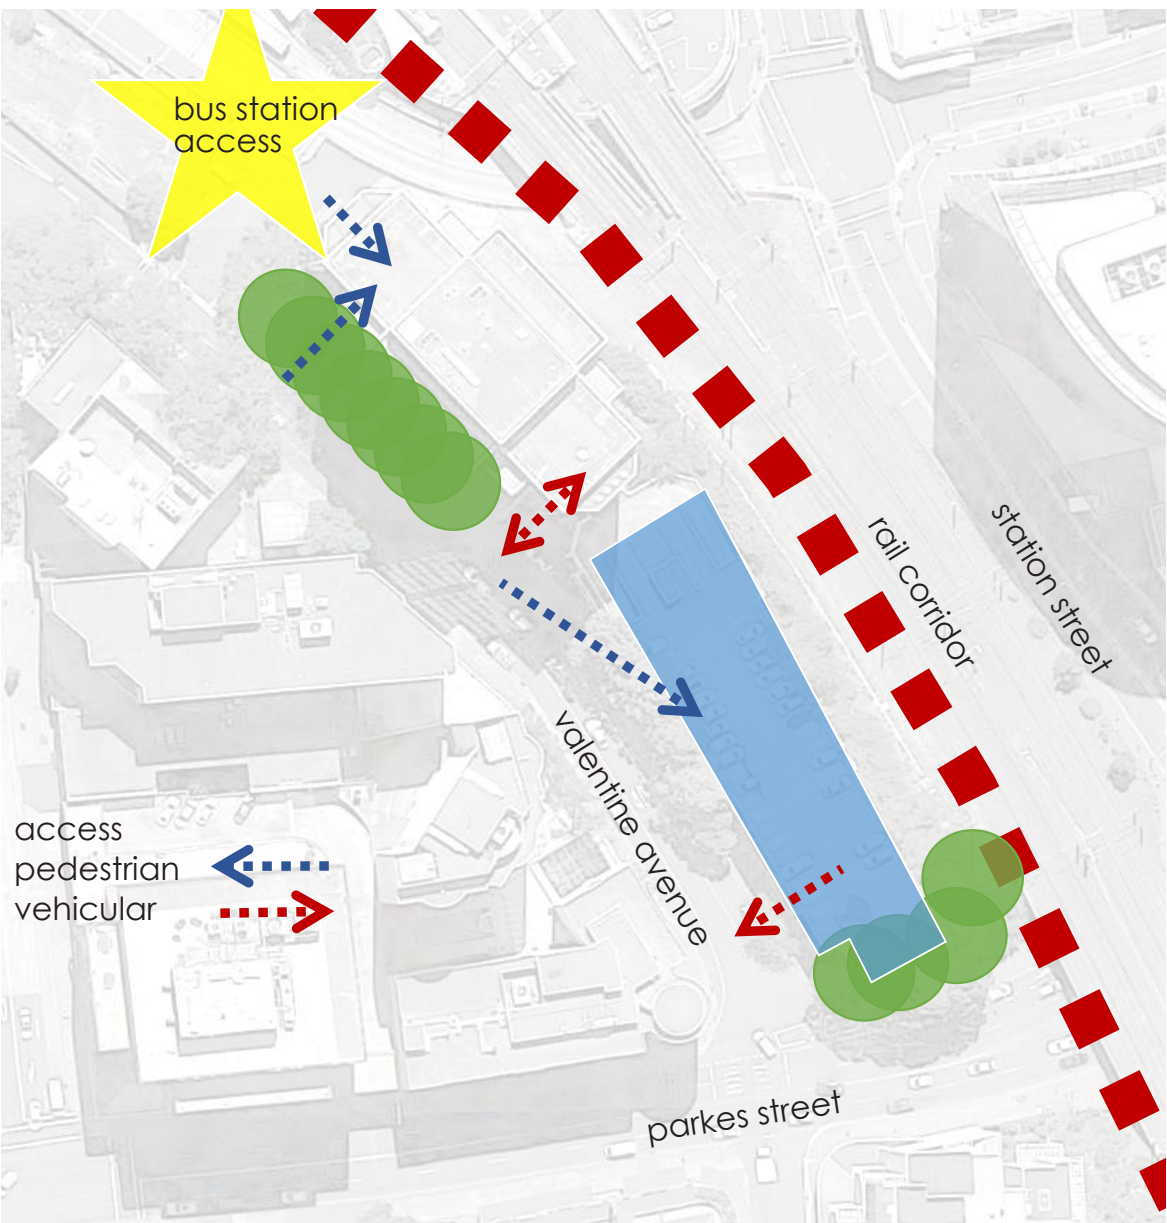 bus station
access
rail corridor
station street
valentine avenue
access
pedestrian
vehicular
parkes street